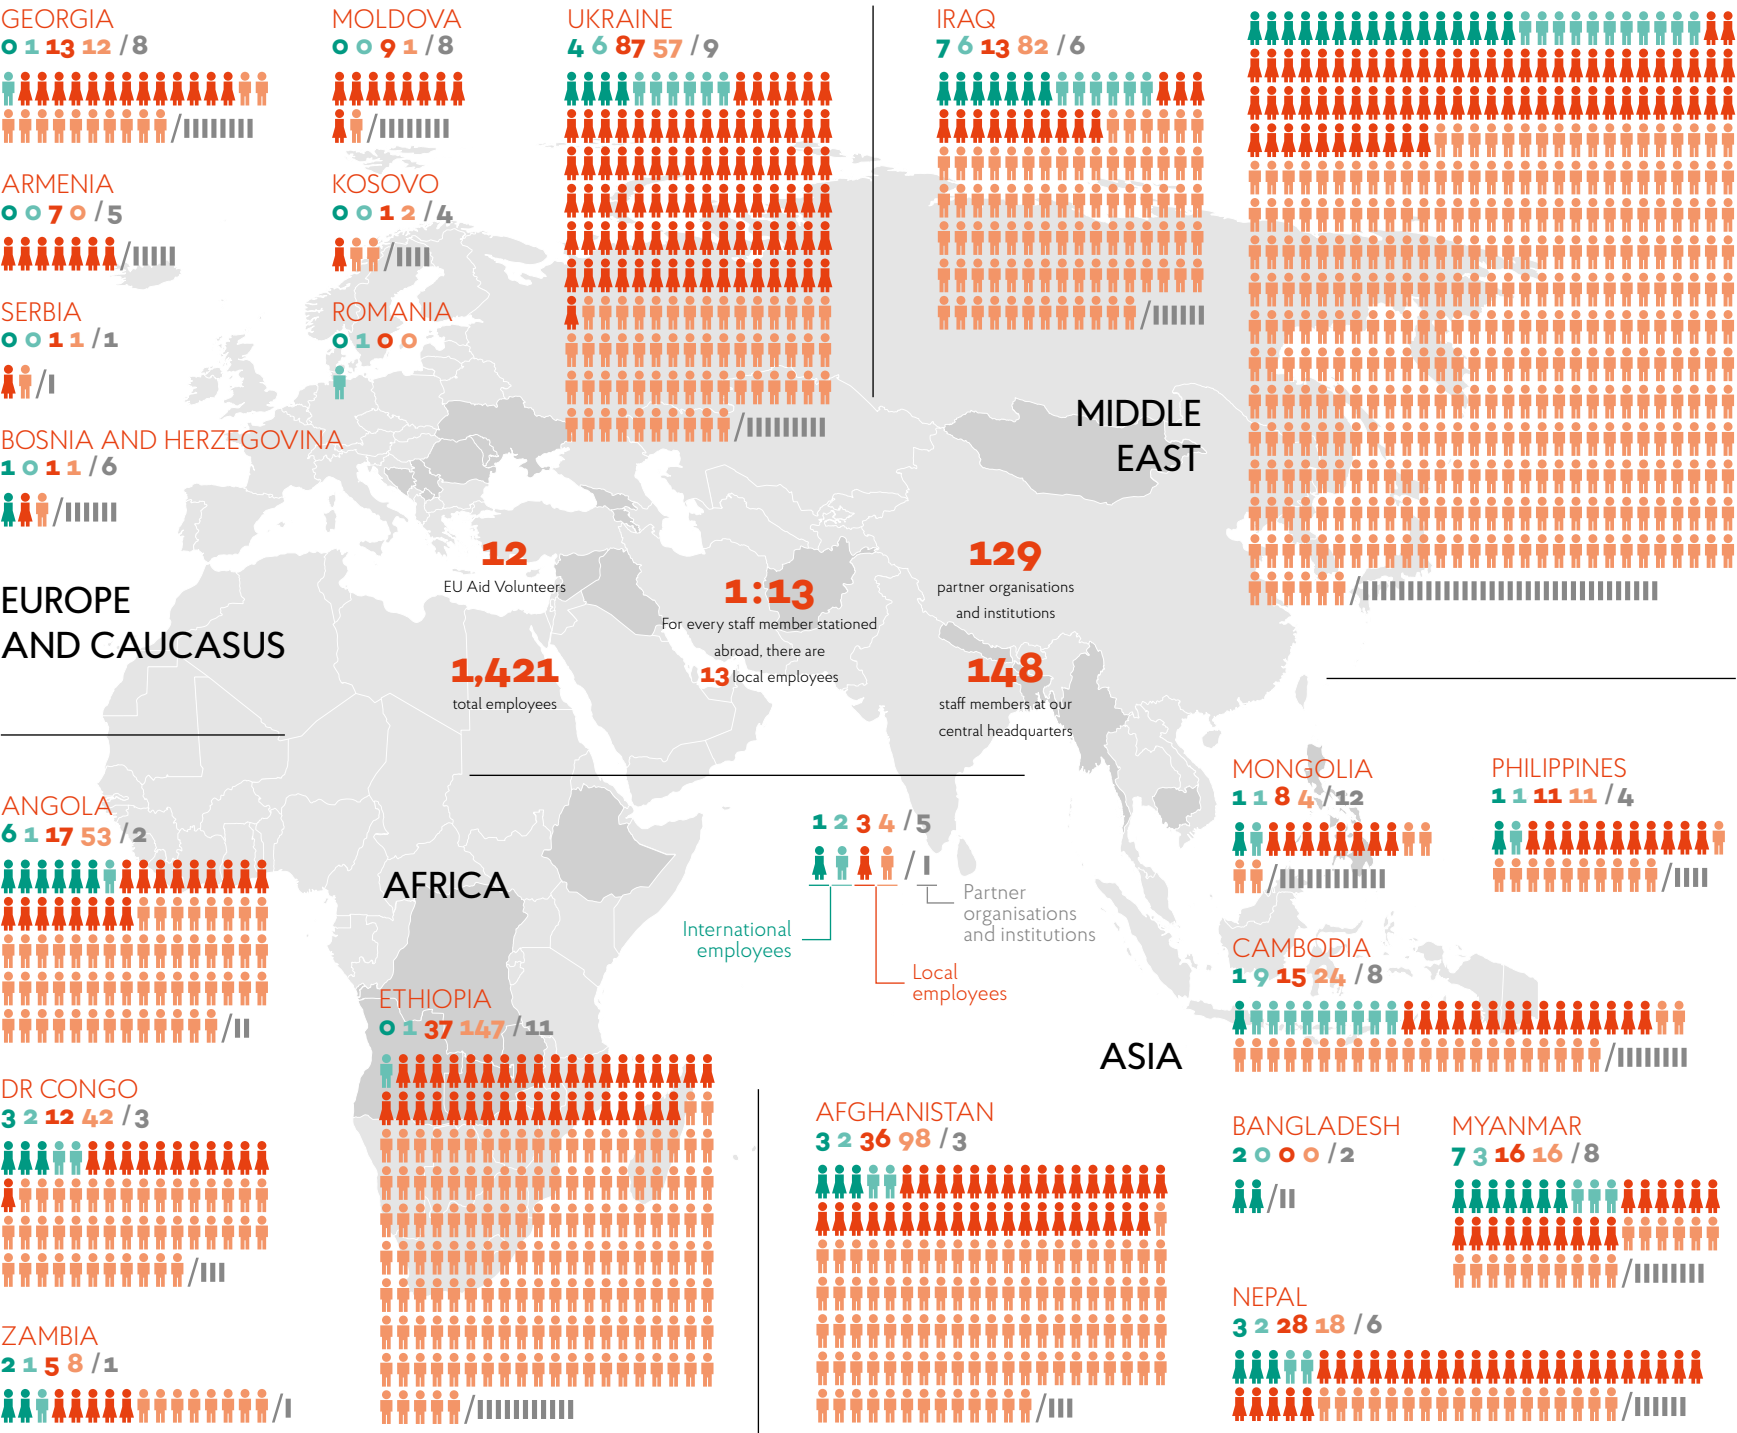 GEORGIA
0 1 13 12 / 8
MOLDOVA
0 0 9 1 / 8
UKRAINE
4 6 87 57 / 9
IRAQ
7 6 13 82 / 6
ARMENIA
0 0 7 0 / 5
KOSOVO
0 0 1 2 / 4
SERBIA
0 0 1 1 / 1
ROMANIA
0 1 0 0
BOSNIA AND HERZEGOVINA
1 0 1 1 / 6
MIDDLE
EAST
EUROPE
AND CAUCASUS
12
EU Aid Volunteers
1,421
total employees
1:13
For every staff member stationed
abroad, there are
13 local employees
129
partner organisations
and institutions
148
staff members at our
central headquarters
ANGOLA
6 1 17 53 / 2
DR CONGO
3 2 12 42 / 3
ZAMBIA
2 1 5 8 / 1
AFRICA
ETHIOPIA
0 1 37 147 / 11
1 2 3 4 / 5
International
employees
Local
employees
Partner
organisations
and institutions
ASIA
AFGHANISTAN
3 2 36 98 / 3
MONGOLIA
1 1 8 4 / 12
PHILIPPINES
1 1 11 11 / 4
CAMBODIA
1 9 15 24 / 8
BANGLADESH
2 0 0 0 / 2
MYANMAR
7 3 16 16 / 8
NEPAL
3 2 28 18 / 6